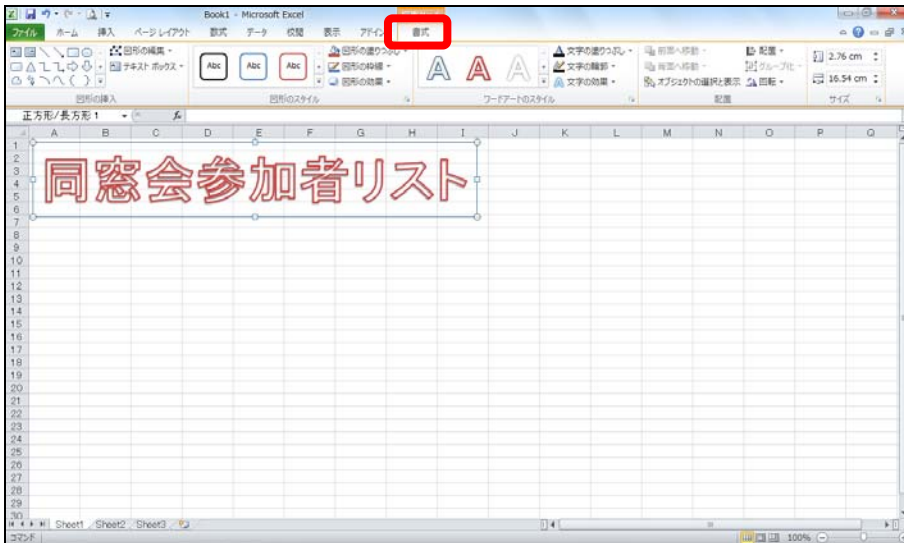 Book1 - Microsoft Excel
ファイル ホーム 挿入 ページ レイアウト 数式 データ 校閲 表示 アドイン 書式
図形の編集 Abc Abc Abc 図形の塗りつぶし A A A 文字の塗りつぶし 前面へ移動 配置 2.76 cm
テキスト ボックス 図形の枠線 文字の輪郭 背面へ移動 グループ化 16.54 cm
図形の効果 文字の効果 オブジェクトの選択と表示 回転
図形の挿入 図形のスタイル ワードアートのスタイル 配置 サイズ
正方形/長方形 1 fx
A B C D E F G H I J K L M N O P Q
同窓会参加者リスト
1
2
3
4
5
6
7
8
9
10
11
12
13
14
15
16
17
18
19
20
21
22
23
24
25
26
27
28
29
30
Sheet1 Sheet2 Sheet3
コマンド 100%